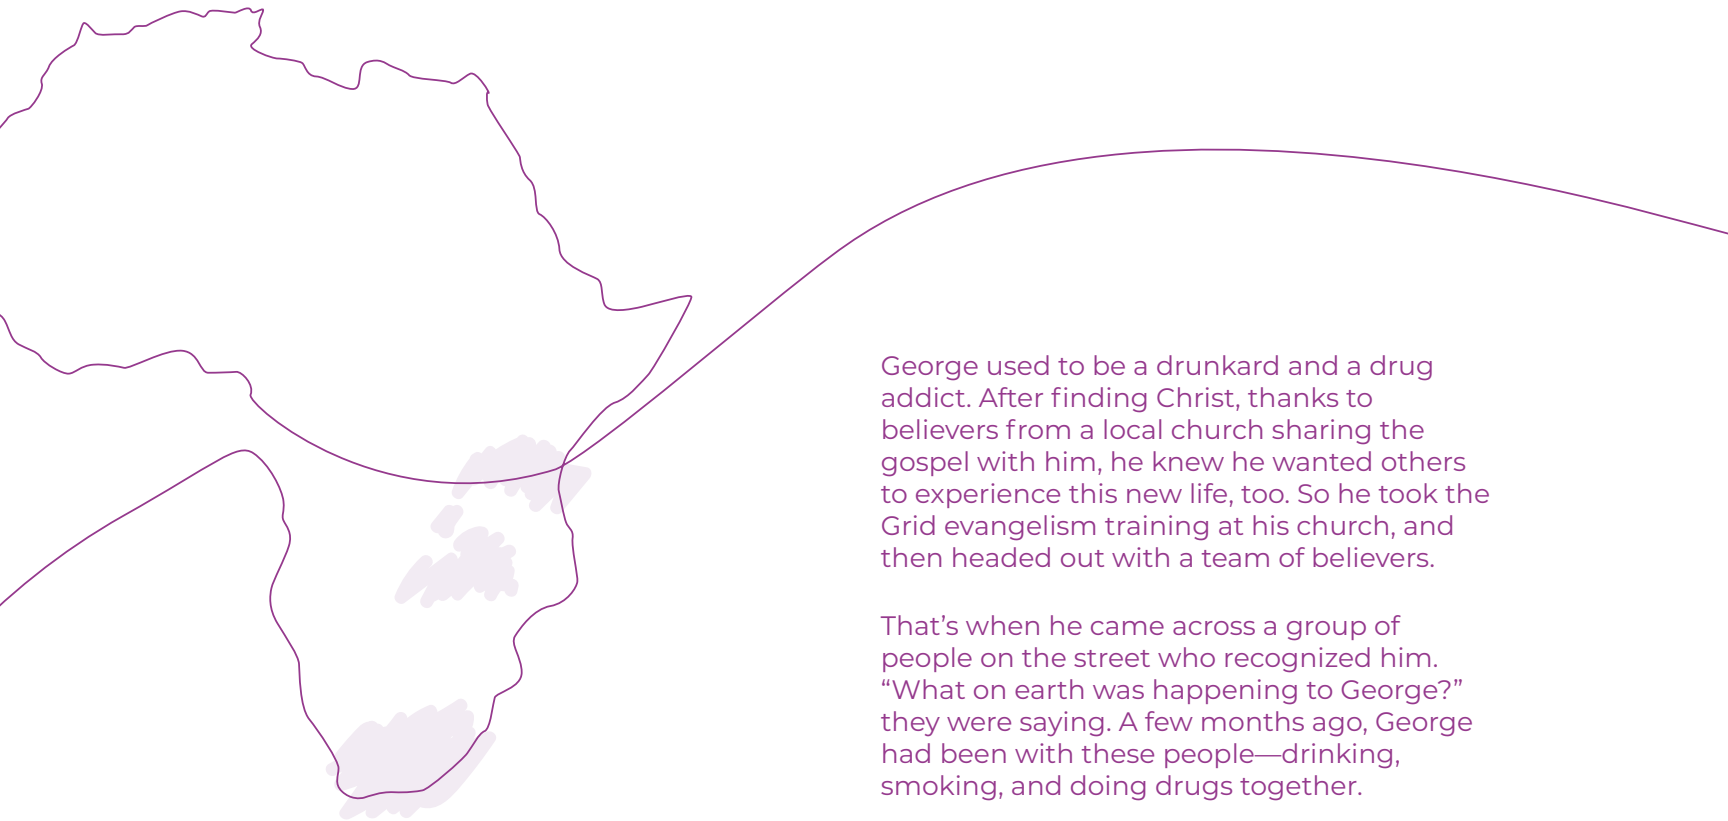 George used to be a drunkard and a drug
addict. After finding Christ, thanks to
believers from a local church sharing the
gospel with him, he knew he wanted others
to experience this new life, too. So he took the
Grid evangelism training at his church, and
then headed out with a team of believers.
That’s when he came across a group of
people on the street who recognized him.
“What on earth was happening to George?”
they were saying. A few months ago, George
had been with these people—drinking,
smoking, and doing drugs together.